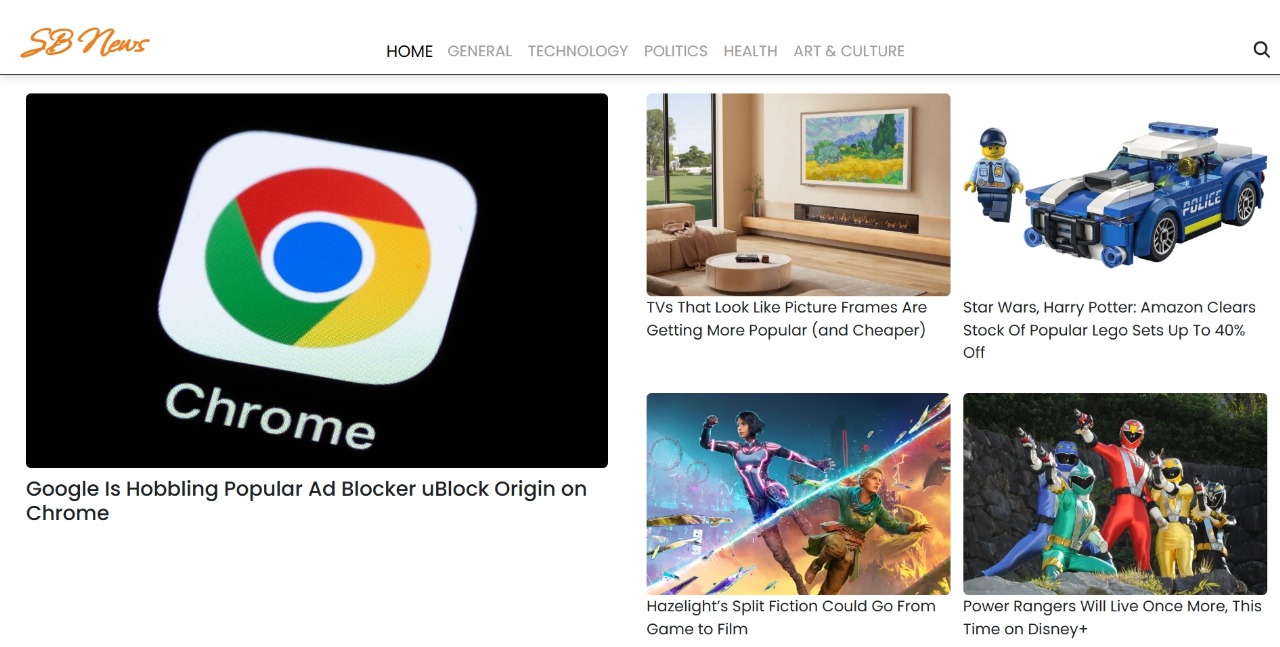 SB News
HOME GENERAL TECHNOLOGY POLITICS HEALTH ART & CULTURE
Chrome
Google Is Hobbling Popular Ad Blocker uBlock Origin on
Chrome
TVs That Look Like Picture Frames Are
Getting More Popular (and Cheaper)
POLICE
Star Wars, Harry Potter: Amazon Clears
Stock Of Popular Lego Sets Up To 40%
Off
Hazelight’s Split Fiction Could Go From
Game to Film
Power Rangers Will Live Once More, This
Time on Disney+